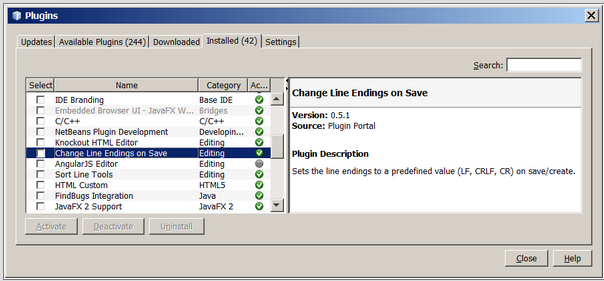 Plugins
Updates Available Plugins (244) Downloaded Installed (42) Settings
Search:
Select Name Category Ac...
IDE Branding Base IDE
Embedded Browser UI - JavaFX W... Bridges
C/C++ C/C++
NetBeans Plugin Development Developin...
Knockout HTML Editor Editing
Change Line Endings on Save Editing
AngularJS Editor Editing
Sort Line Tools Editing
HTML Custom HTML5
FindBugs Integration Java
JavaFX 2 Support JavaFX 2
Change Line Endings on Save
Version: 0.5.1
Source: Plugin Portal
Plugin Description
Sets the line endings to a predefined value (LF, CRLF, CR) on save/create.
Activate Deactivate Uninstall
Close Help